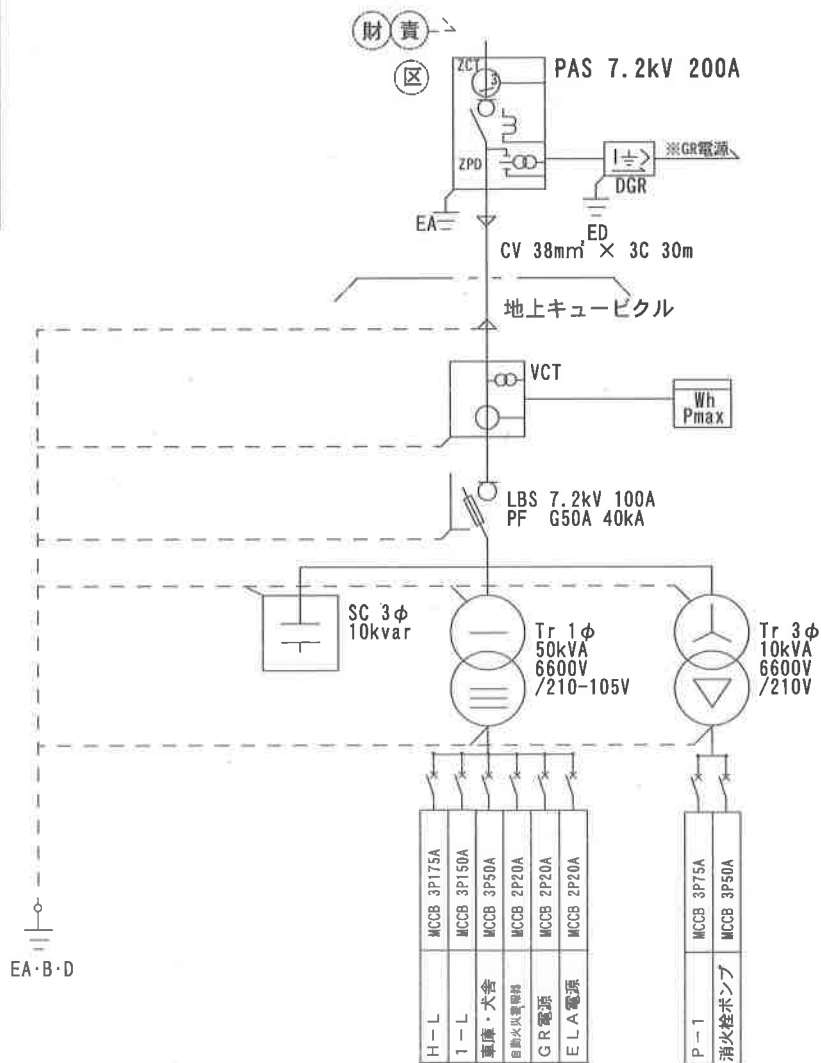 財 責
区
ZCT
3
PAS 7.2kV 200A
ZPD
I
※GR電源
DGR
EA
ED
CV 38mm² × 3C 30m
地上キュービクル
VCT
Wh
Pmax
LBS 7.2kV 100A
PF G50A 40kA
SC 3φ
10kvar
Tr 1φ
50kVA
6600V
/210-105V
Tr 3φ
10kVA
6600V
/210V
MCCB 3P175A
H-L
MCCB 3P150A
1-L
MCCB 3P50A
車庫・犬舎
MCCB 2P20A
自動火災電報器
MCCB 2P20A
GR電源
MCCB 2P20A
ELA電源
MCCB 3P75A
P-1
MCCB 3P50A
消火栓ポンプ
EA·B·D